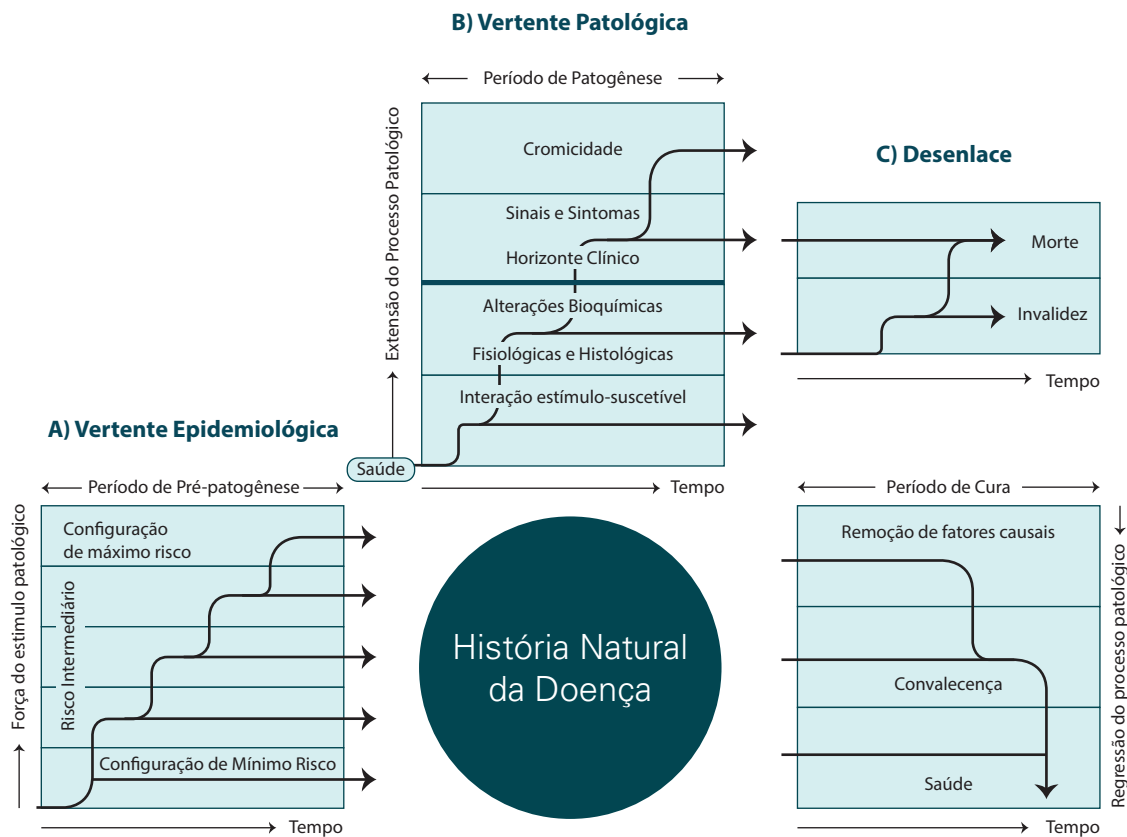 B) Vertente Patológica
Período de Patogênese
Extensão do Processo Patológico
Cromicidade
Sinais e Sintomas
Horizonte Clínico
Alterações Bioquímicas
Fisiológicas e Histológicas
Interação estímulo-suscetível
Saúde
Tempo
C) Desenlace
Morte
Invalidez
Tempo
A) Vertente Epidemiológica
Período de Pré-patogênese
Força do estimulo patológico
Configuração
de máximo risco
Risco Intermediário
Configuração de Mínimo Risco
Tempo
História Natural
da Doença
Período de Cura
Remoção de fatores causais
Convalecença
Saúde
Regressão do processo patológico
Tempo